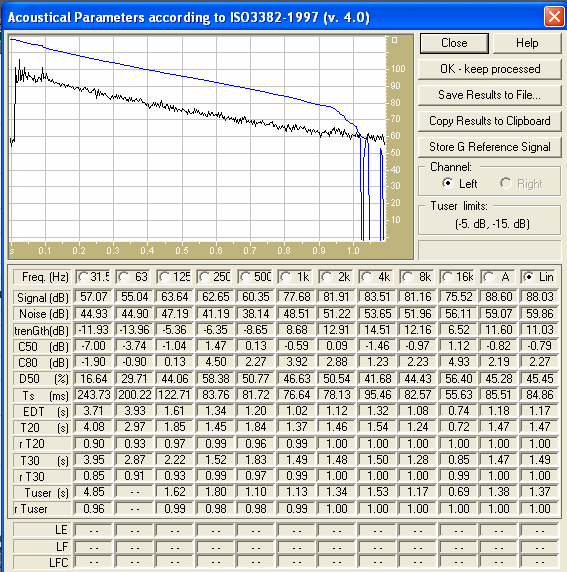 Acoustical Parameters according to ISO3382-1997 (v. 4.0)
Close Help
OK - keep processed
Save Results to File...
Copy Results to Clipboard
Store G Reference Signal
Channel:
Left Right
Tuser limits:
(-5. dB, -15. dB)
100
90
80
70
60
50
40
30
20
10
s 0.1 0.2 0.3 0.4 0.5 0.6 0.7 0.8 0.9 1.0
Freq. (Hz) 31.5 63 125 250 500 1k 2k 4k 8k 16k A Lin
Signal (dB) 57.07 55.04 63.64 62.65 60.35 77.68 81.91 83.51 81.16 75.52 88.60 88.03
Noise (dB) 44.93 44.90 47.19 41.19 38.14 48.51 51.22 53.65 51.96 56.11 59.07 59.86
trenGth(dB) -11.93 -13.96 -5.36 -6.35 -8.65 8.68 12.91 14.51 12.16 6.52 11.60 11.03
C50 (dB) -7.00 -3.74 -1.04 1.47 0.13 -0.59 0.09 -1.46 -0.97 1.12 -0.82 -0.79
C80 (dB) -1.90 -0.90 0.13 4.50 2.27 3.92 2.88 1.23 2.23 4.93 2.19 2.27
D50 (%) 16.64 29.71 44.06 58.38 50.77 46.63 50.54 41.68 44.43 56.40 45.28 45.45
Ts (ms) 243.73 200.22 122.71 83.76 81.72 76.64 78.13 95.46 82.57 55.63 85.51 84.86
EDT (s) 3.71 3.93 1.61 1.34 1.20 1.02 1.12 1.32 1.08 0.74 1.18 1.17
T20 (s) 4.08 2.97 1.85 1.45 1.84 1.37 1.46 1.54 1.24 0.72 1.47 1.47
r T20 0.90 0.93 0.97 0.99 0.96 0.99 1.00 1.00 1.00 1.00 1.00 1.00
T30 (s) 3.95 2.87 2.22 1.52 1.83 1.49 1.48 1.50 1.28 0.85 1.47 1.49
r T30 0.85 0.91 0.93 0.99 0.97 0.99 1.00 1.00 1.00 0.99 1.00 1.00
Tuser (s) 4.85 -- 1.62 1.80 1.10 1.13 1.34 1.53 1.17 0.69 1.38 1.37
r Tuser 0.96 -- 0.99 0.98 0.98 0.99 1.00 1.00 1.00 1.00 1.00 1.00
LE -- -- -- -- -- -- -- -- -- -- -- --
LF -- -- -- -- -- -- -- -- -- -- -- --
LFC -- -- -- -- -- -- -- -- -- -- -- --